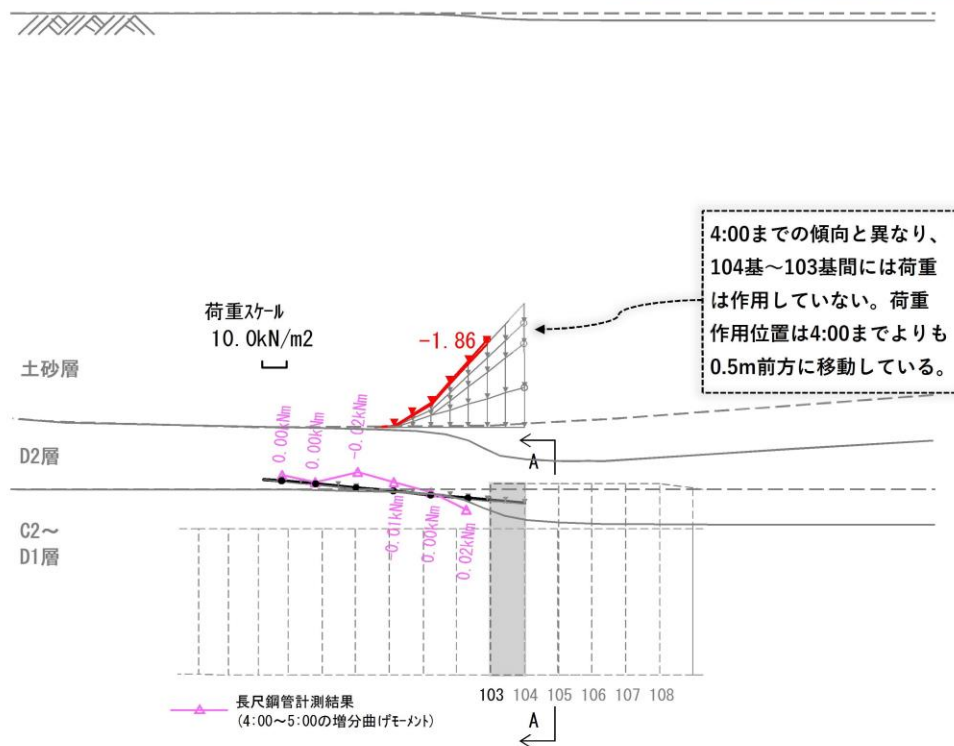 4:00までの傾向と異なり、
104基～103基間には荷重
は作用していない。荷重
作用位置は4:00までよりも
0.5m前方に移動している。
荷重スケール
10.0kN/m2
-1.86
土砂層
D2層
C2～
D1層
0.00kNm
0.00kNm
-0.02kNm
-0.01kNm
0.00kNm
0.02kNm
A
103
104
105
106
107
108
A
長尺鋼管計測結果
(4:00～5:00の増分曲げモーメント)